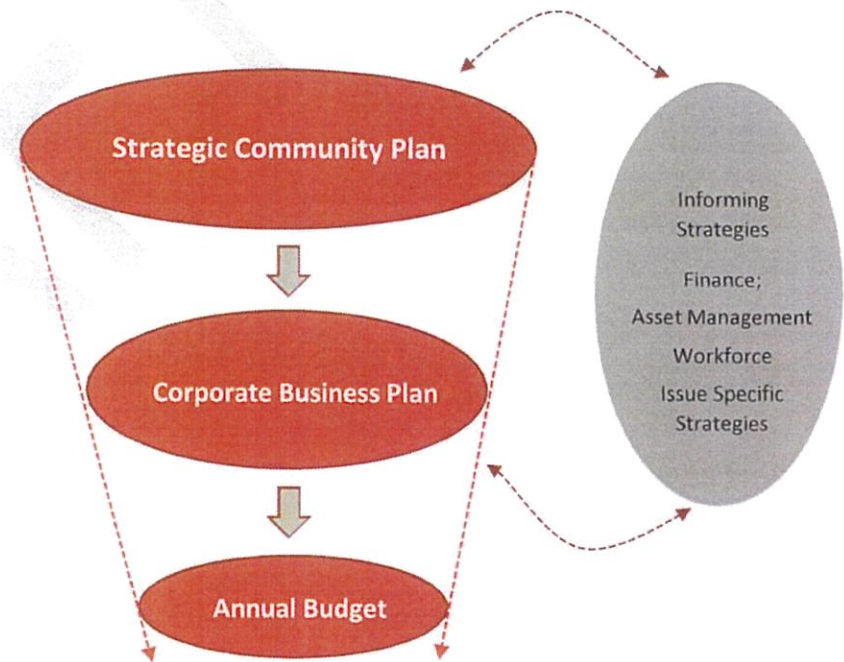 Strategic Community Plan
Informing
Strategies
Finance;
Asset Management
Workforce
Issue Specific
Strategies
Corporate Business Plan
Annual Budget